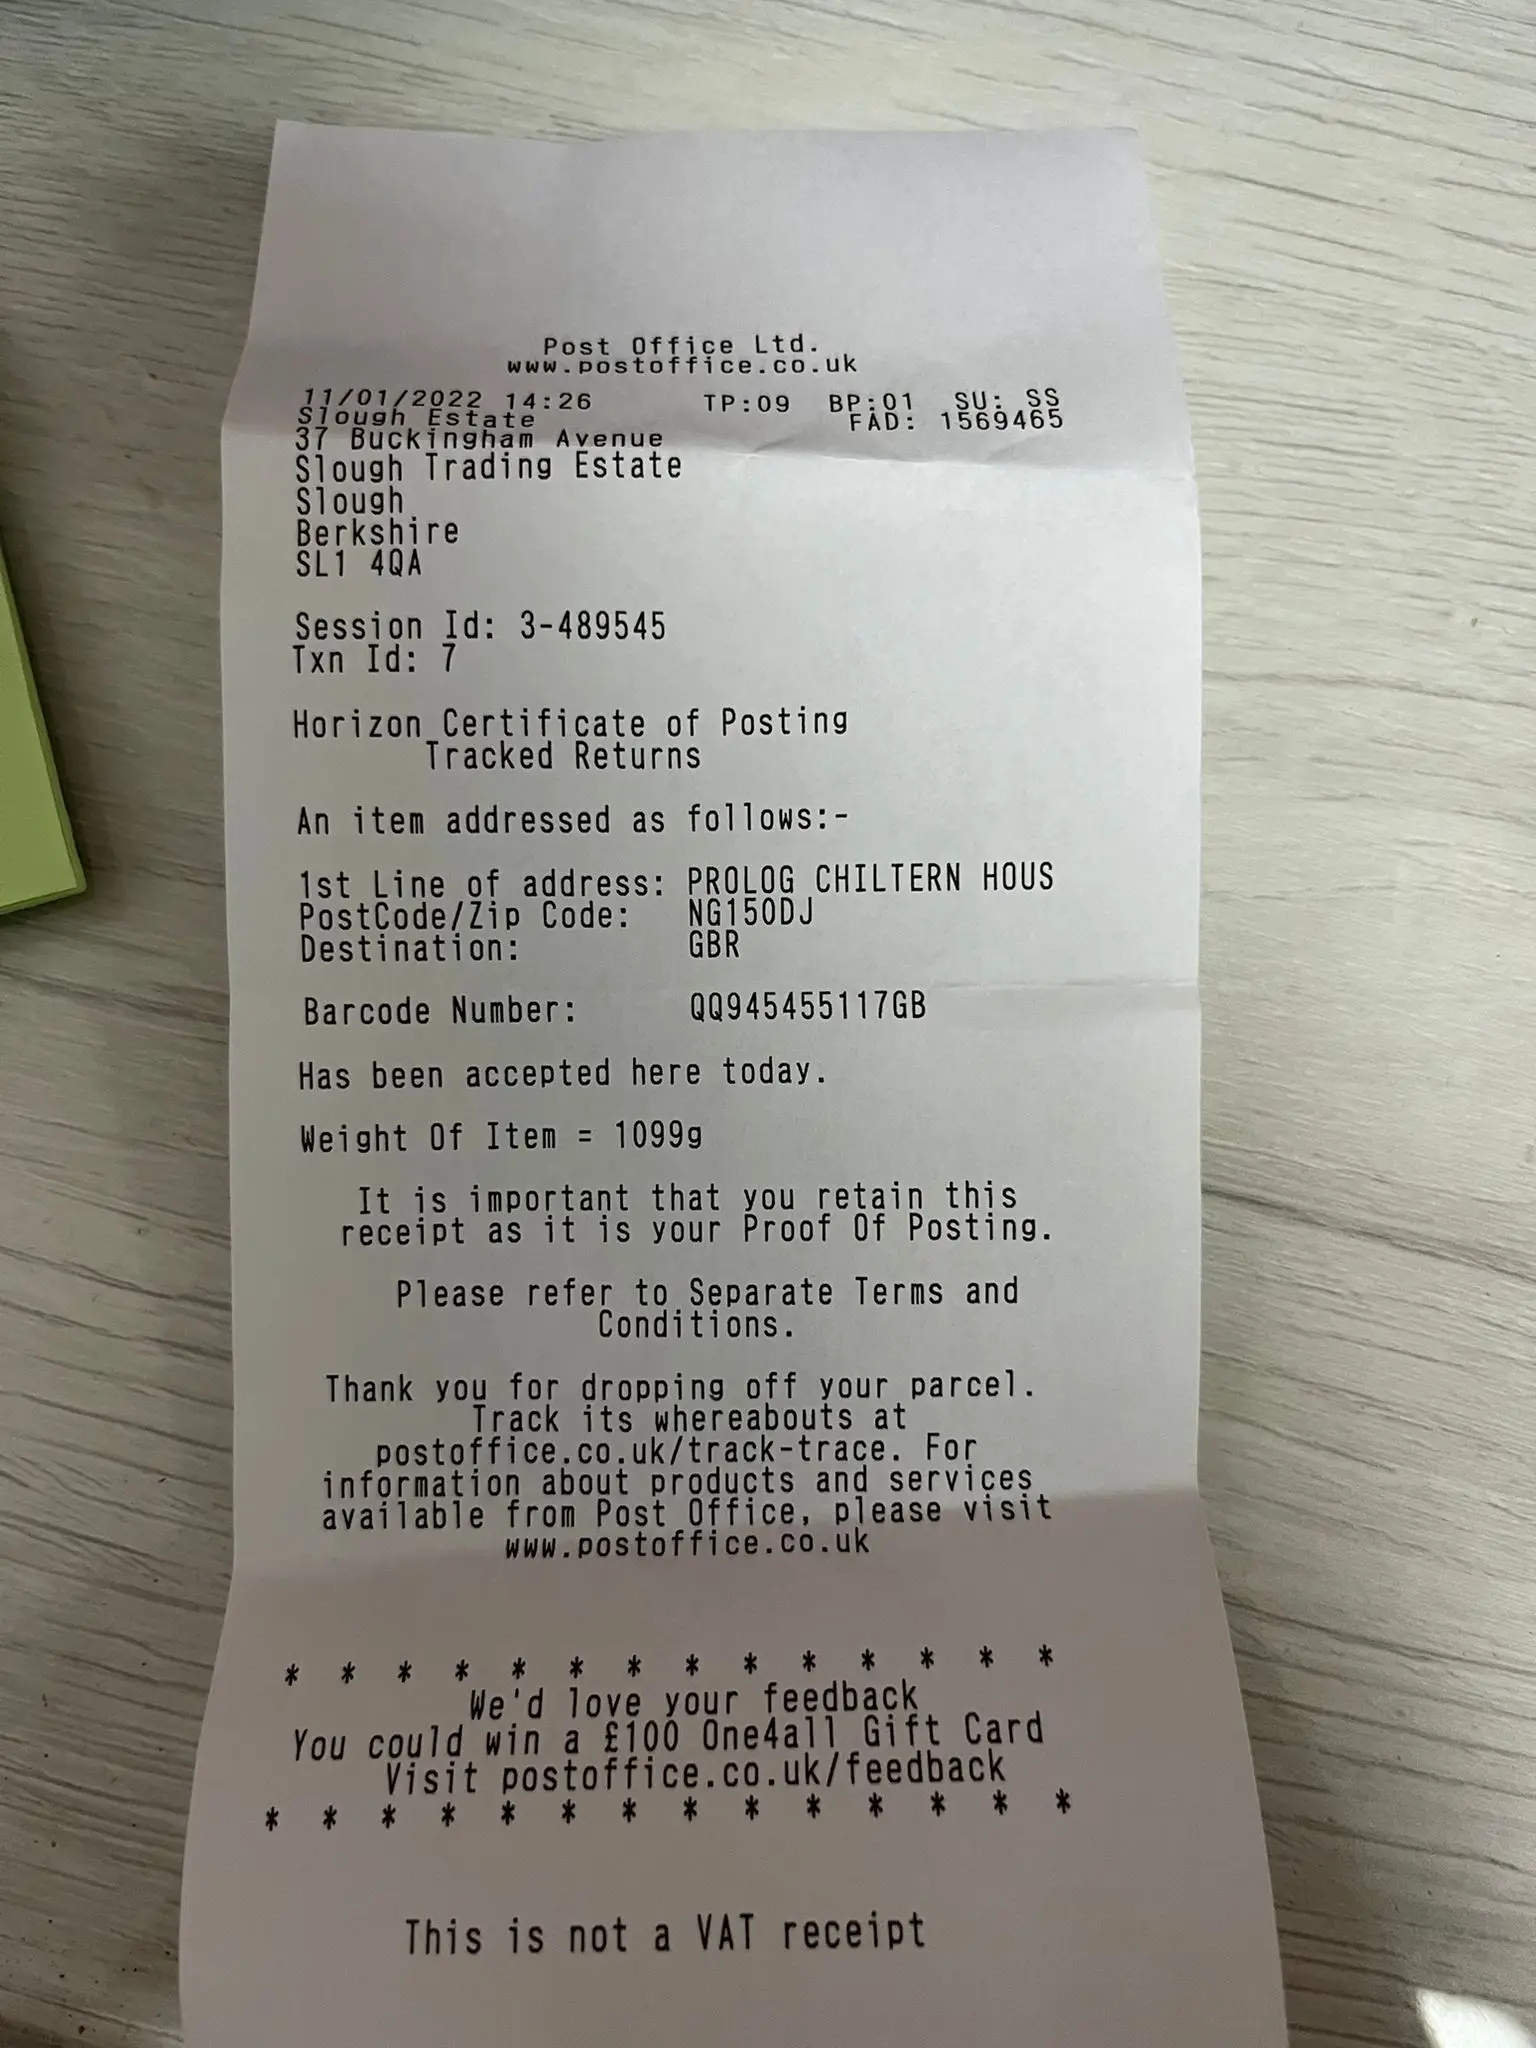 Post Office Ltd.
www.postoffice.co.uk
11/01/2022 14:26 TP:09 BP:01 SU: SS
Slough Estate FAD: 1569465
37 Buckingham Avenue
Slough Trading Estate
Slough
Berkshire
SL1 4QA
Session Id: 3-489545
Txn Id: 7
Horizon Certificate of Posting
Tracked Returns
An item addressed as follows:-
1st Line of address: PROLOG CHILTERN HOUS
PostCode/Zip Code: NG150DJ
Destination: GBR
Barcode Number: QQ945455117GB
Has been accepted here today.
Weight Of Item = 1099g
It is important that you retain this
receipt as it is your Proof Of Posting.
Please refer to Separate Terms and
Conditions.
Thank you for dropping off your parcel.
Track its whereabouts at
postoffice.co.uk/track-trace. For
information about products and services
available from Post Office, please visit
www.postoffice.co.uk
* * * * * * * * * * * * * *
We'd love your feedback
You could win a £100 One4all Gift Card
Visit postoffice.co.uk/feedback
* * * * * * * * * * * * * *
This is not a VAT receipt